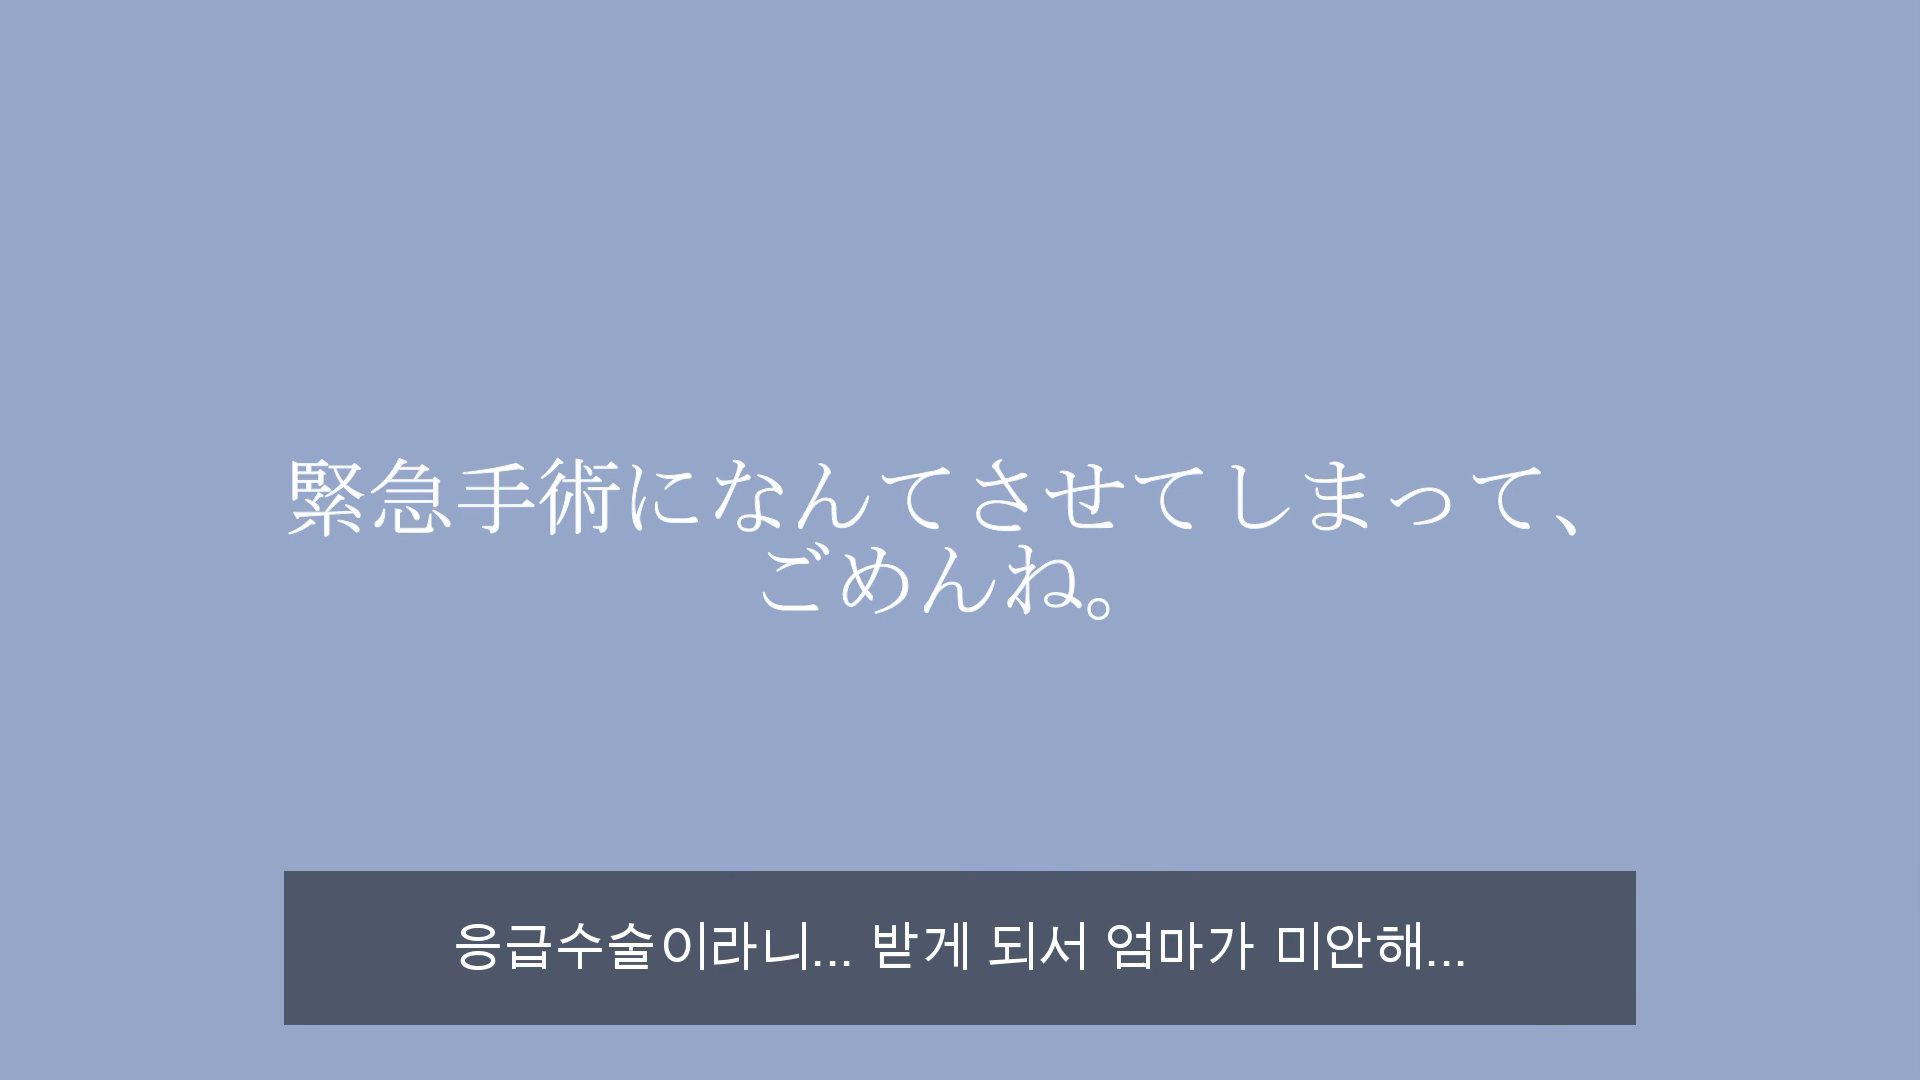 緊急手術になんてさせてしまって、
ごめんね。
응급수술이라니... 받게 되서 엄마가 미안해...